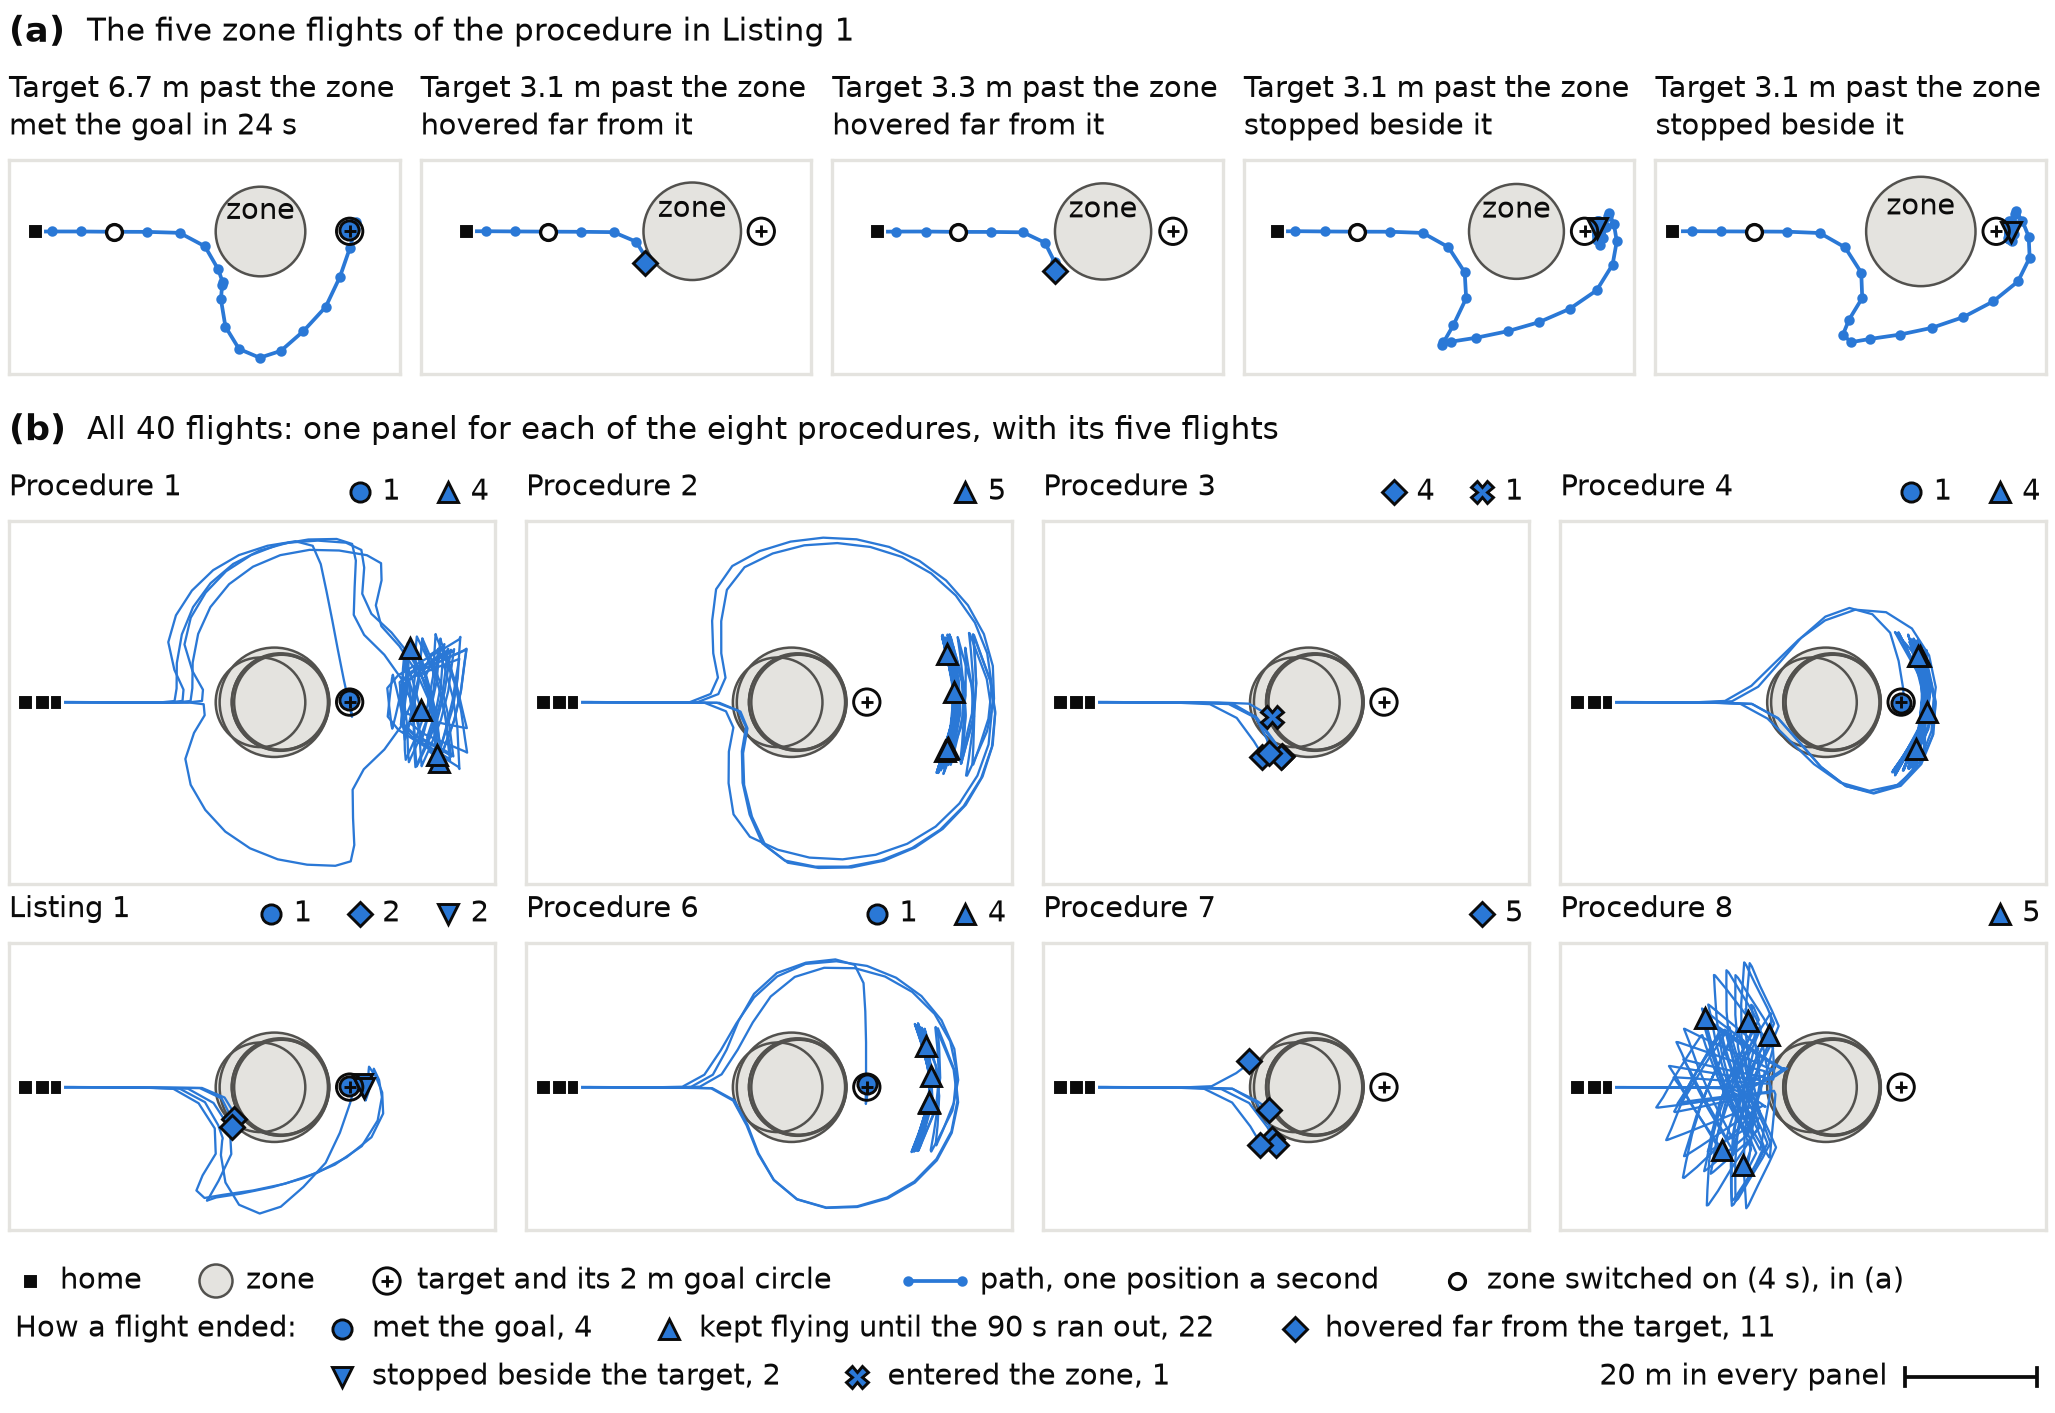 (a) The five zone flights of the procedure in Listing 1
Target 6.7 m past the zone
met the goal in 24 s
Target 3.1 m past the zone
hovered far from it
Target 3.3 m past the zone
hovered far from it
Target 3.1 m past the zone
stopped beside it
Target 3.1 m past the zone
stopped beside it
zone
zone
zone
zone
zone
(b) All 40 flights: one panel for each of the eight procedures, with its five flights
Procedure 1 1 4
Procedure 2 5
Procedure 3 4 1
Procedure 4 1 4
Listing 1 1 2 2
Procedure 6 1 4
Procedure 7 5
Procedure 8 5
home zone target and its 2 m goal circle path, one position a second zone switched on (4 s), in (a)
How a flight ended: met the goal, 4 kept flying until the 90 s ran out, 22 hovered far from the target, 11
stopped beside the target, 2 entered the zone, 1 20 m in every panel